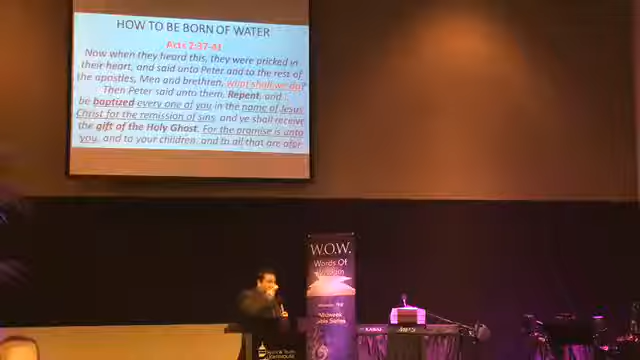 HOW TO BE BORN OF WATER
Acts 2:37-41
Now when they heard this, they were pricked in
their heart, and said unto Peter and to the rest of
the apostles, Men and brethren, what shall we do?
Then Peter said unto them, Repent, and...
be baptized every one of you in the name of Jesus
Christ for the remission of sins, and ye shall receive
the gift of the Holy Ghost. For the promise is unto
you, and to your children, and to all that are afar
W.O.W.
Words Of
Midweek
Bible Series